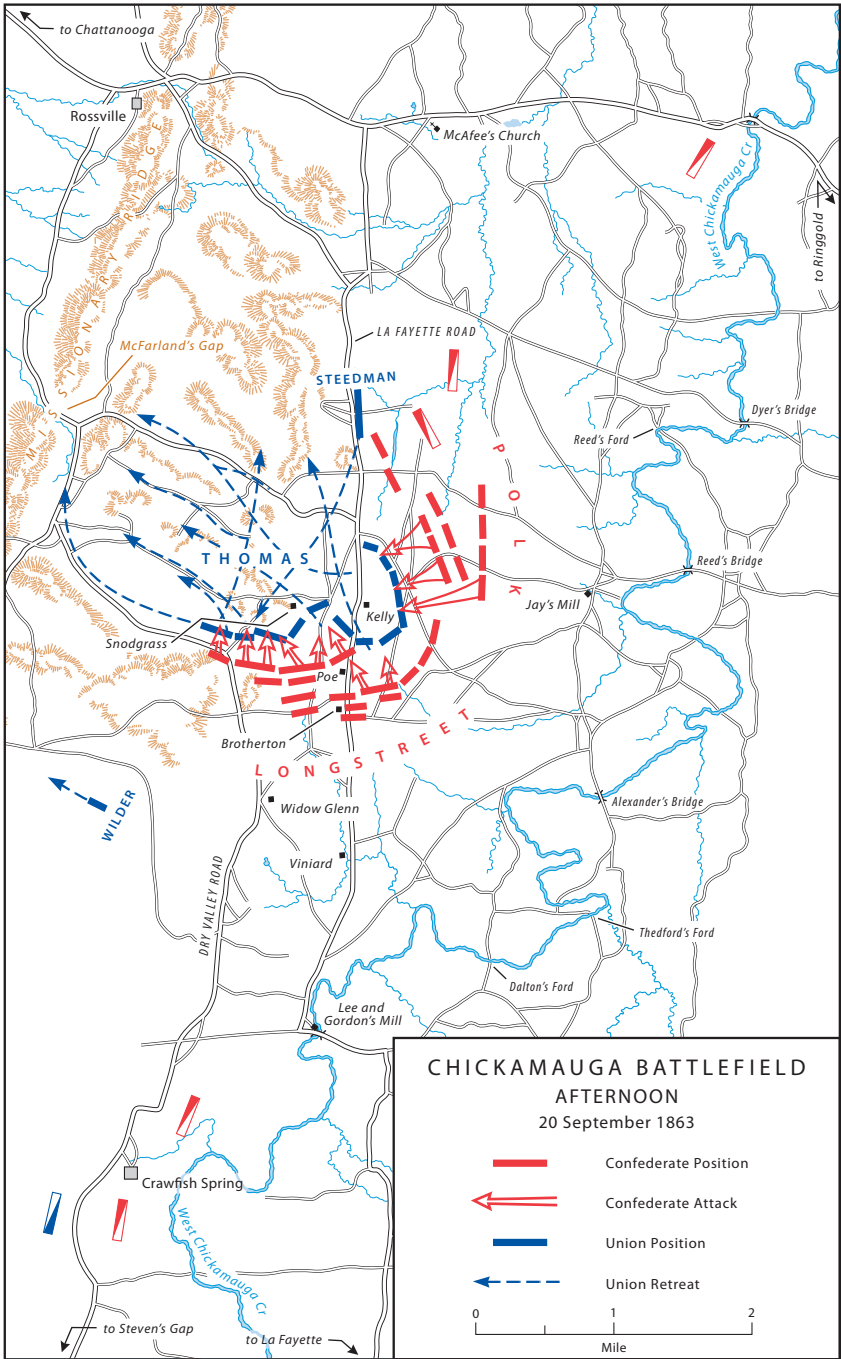 to Chattanooga
Rossville
McAfee's Church
West Chickamauga Cr
to Ringgold
MISSIONARY RIDGE
LA FAYETTE ROAD
McFarland's Gap
STEEDMAN
Dyer's Bridge
Reed's Ford
POLK
THOMAS
Reed's Bridge
Jay's Mill
Kelly
Snodgrass
Poe
Brotherton
LONGSTREET
WILDER
Widow Glenn
Alexander's Bridge
Viniard
DRY VALLEY ROAD
Thedford's Ford
Dalton's Ford
Lee and
Gordon's Mill
Crawfish Spring
West Chickamauga Cr
to Steven's Gap
to La Fayette
CHICKAMAUGA BATTLEFIELD
AFTERNOON
20 September 1863
Confederate Position
Confederate Attack
Union Position
Union Retreat
0 1 2
Mile